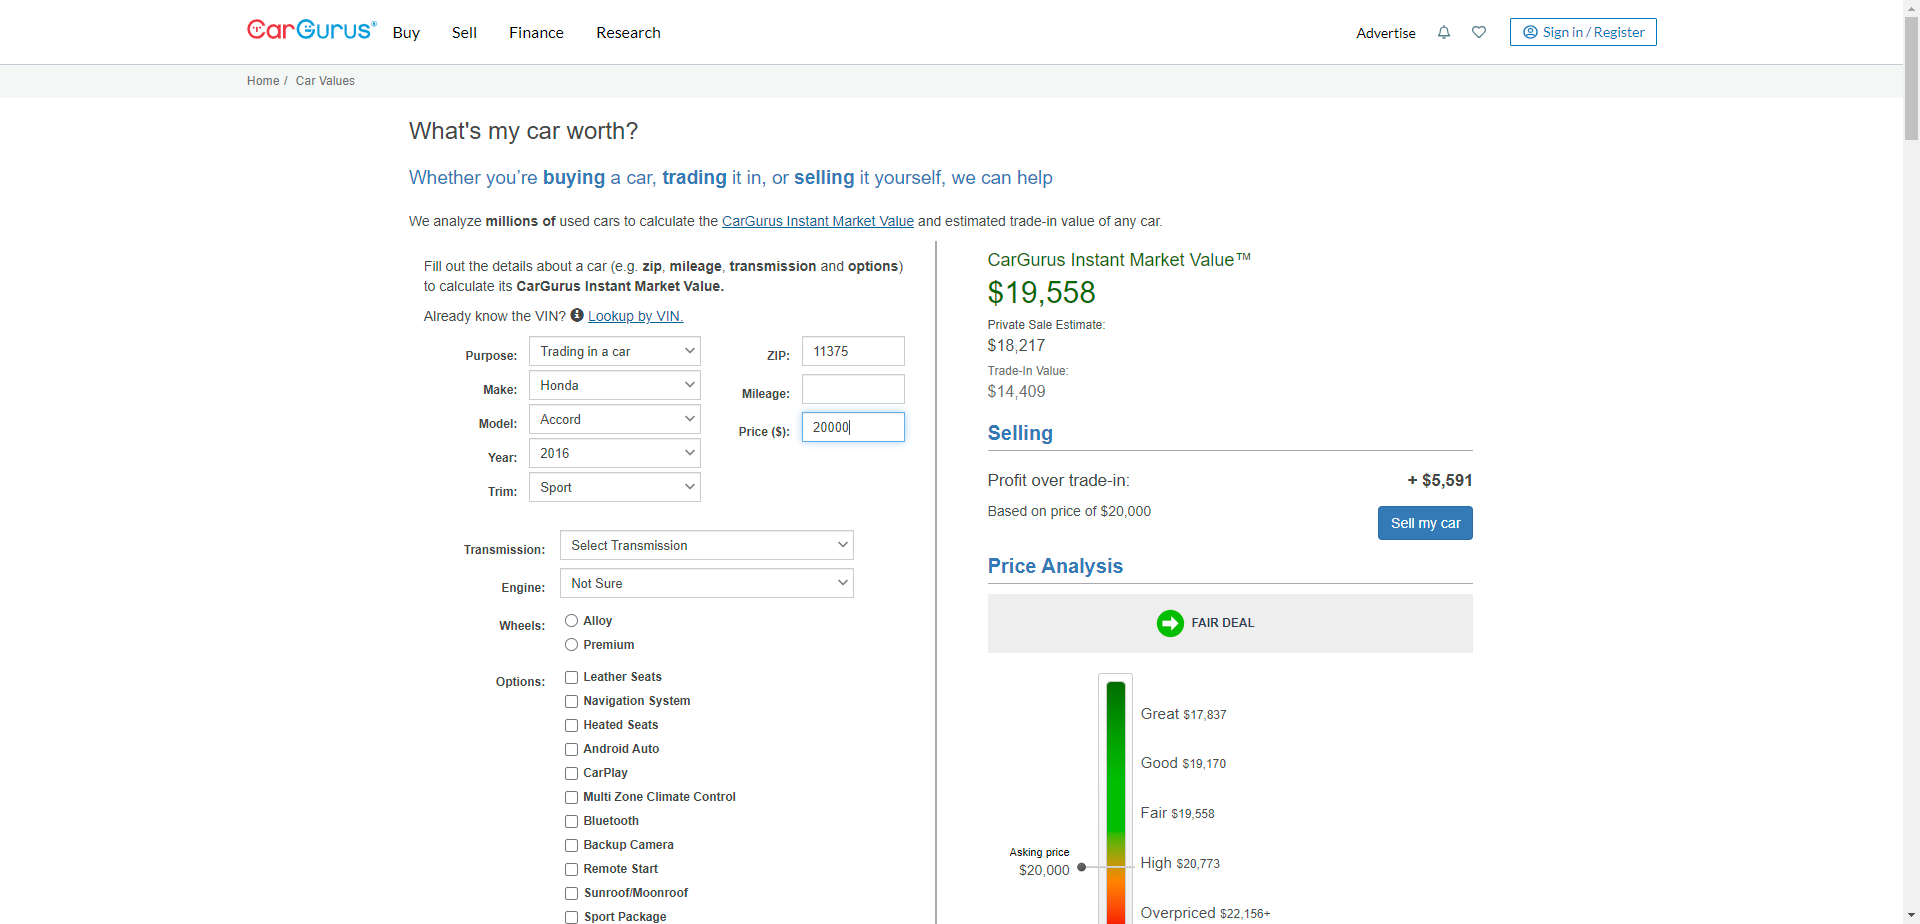 CarGurus®
Buy
Sell
Finance
Research
Advertise
Sign in / Register
Home / Car Values
What's my car worth?
Whether you’re buying a car, trading it in, or selling it yourself, we can help
We analyze millions of used cars to calculate the CarGurus Instant Market Value and estimated trade-in value of any car.
Fill out the details about a car (e.g. zip, mileage, transmission and options)
to calculate its CarGurus Instant Market Value.
Already know the VIN? Lookup by VIN.
Purpose: Trading in a car
Make: Honda
Model: Accord
Year: 2016
Trim: Sport
ZIP: 11375
Mileage:
Price ($): 20000
Transmission: Select Transmission
Engine: Not Sure
Wheels: Alloy
Premium
Options: Leather Seats
Navigation System
Heated Seats
Android Auto
CarPlay
Multi Zone Climate Control
Bluetooth
Backup Camera
Remote Start
Sunroof/Moonroof
Sport Package
CarGurus Instant Market Value™
$19,558
Private Sale Estimate:
$18,217
Trade-In Value:
$14,409
Selling
Profit over trade-in: + $5,591
Based on price of $20,000
Sell my car
Price Analysis
FAIR DEAL
Great $17,837
Good $19,170
Fair $19,558
Asking price
$20,000
High $20,773
Overpriced $22,156+